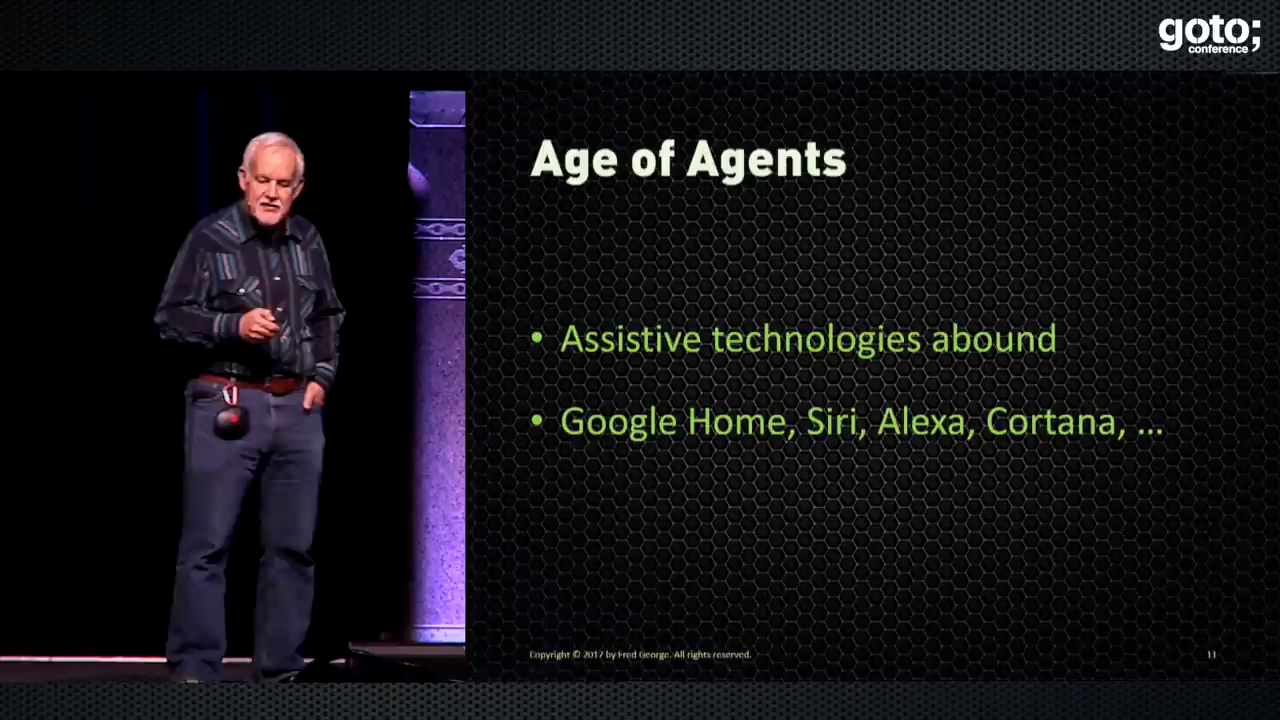 goto;
conference
Age of Agents
• Assistive technologies abound
• Google Home, Siri, Alexa, Cortana, ...
Copyright © 2017 by Fred George. All rights reserved.
11